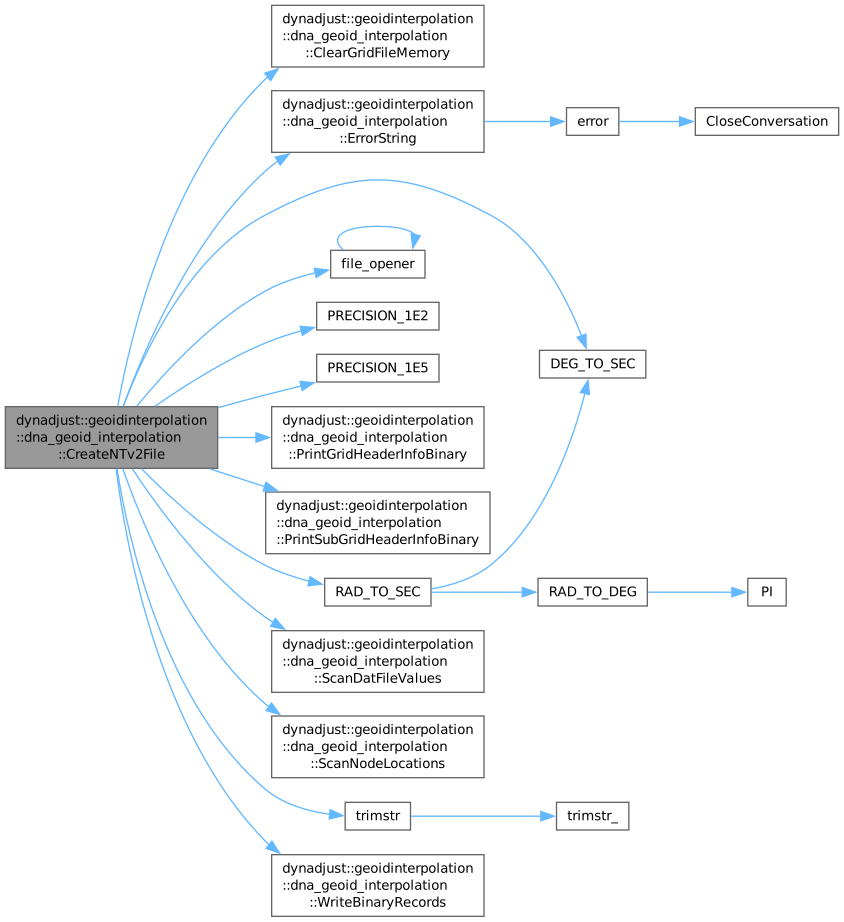 dynadjust::geoidinterpolation
::dna_geoid_interpolation
::ClearGridFileMemory
dynadjust::geoidinterpolation
::dna_geoid_interpolation
::ErrorString
error
CloseConversation
file_opener
PRECISION_1E2
DEG_TO_SEC
PRECISION_1E5
dynadjust::geoidinterpolation
::dna_geoid_interpolation
::CreateNTv2File
dynadjust::geoidinterpolation
::dna_geoid_interpolation
::PrintGridHeaderInfoBinary
dynadjust::geoidinterpolation
::dna_geoid_interpolation
::PrintSubGridHeaderInfoBinary
RAD_TO_SEC
RAD_TO_DEG
PI
dynadjust::geoidinterpolation
::dna_geoid_interpolation
::ScanDatFileValues
dynadjust::geoidinterpolation
::dna_geoid_interpolation
::ScanNodeLocations
trimstr
trimstr_
dynadjust::geoidinterpolation
::dna_geoid_interpolation
::WriteBinaryRecords